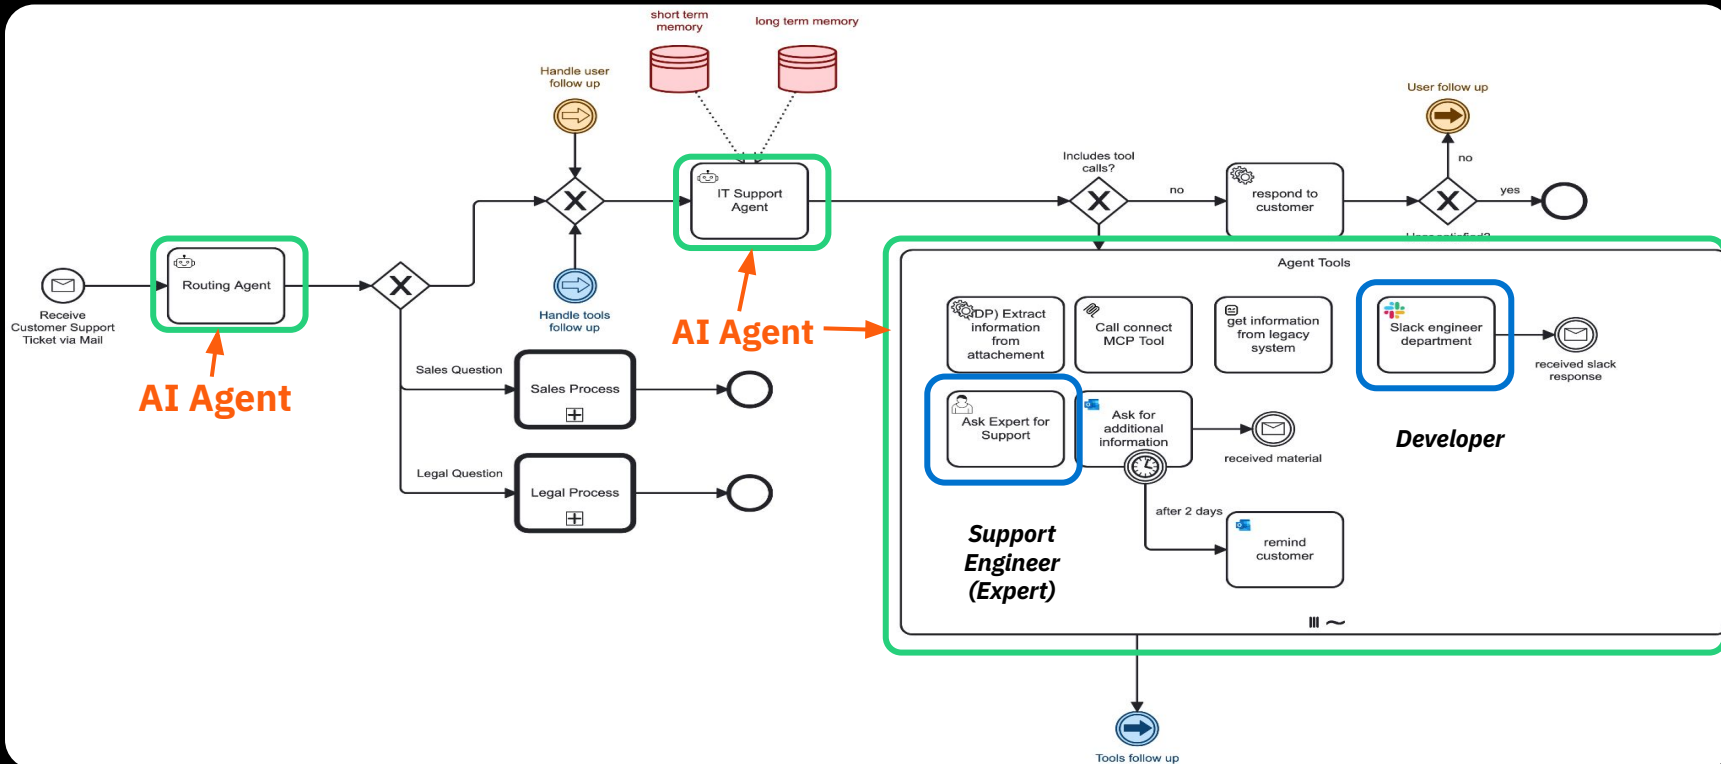 short term
memory
long term memory
Handle user
follow up
User follow up
Includes tool
calls?
no
IT Support
Agent
no
respond to
customer
yes
Routing Agent
Receive
Customer Support
Ticket via Mail
Handle tools
follow up
AI Agent
AI Agent
Agent Tools
DP) Extract
information
from
attachement
Call connect
MCP Tool
get information
from legacy
system
Slack engineer
department
received slack
response
Sales Question
Sales Process
Ask Expert for
Support
Ask for
additional
information
received material
Developer
Legal Question
Legal Process
after 2 days
Support
Engineer
(Expert)
remind
customer
Tools follow up